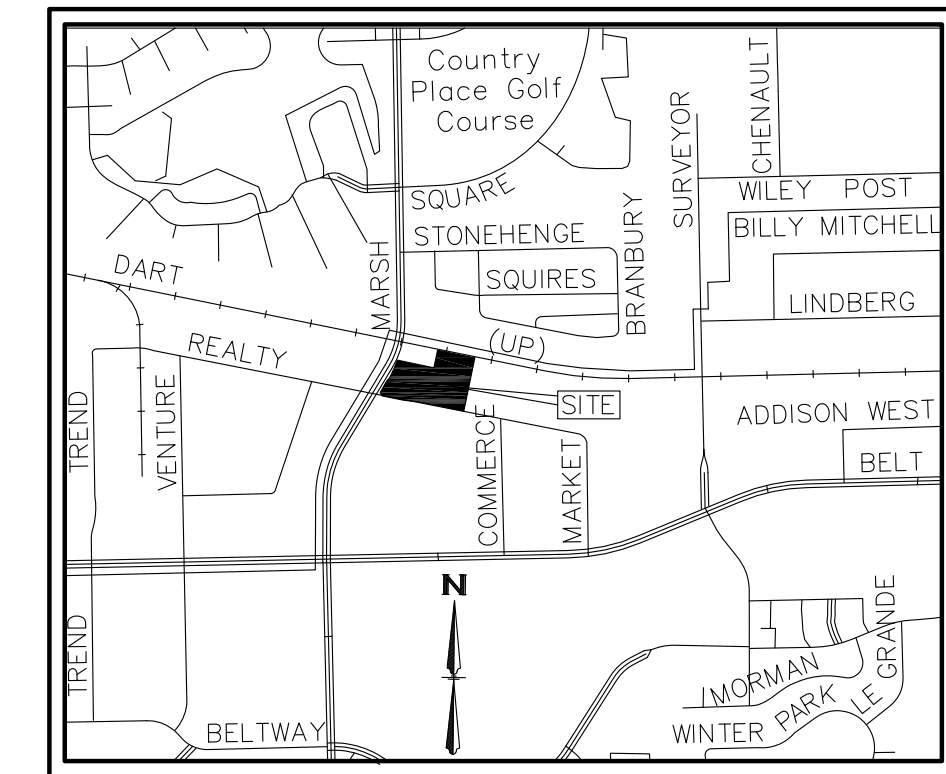 Country
Place Golf
Course
CHENAULT
SURVEYOR
WILEY POST
SQUARE
BILLY MITCHELL
STONEHENGE
BRANBURY
MARSH
DART
SQUIRES
LINDBERG
(UP)
REALTY
SITE
TREND
VENTURE
COMMERCE
MARKET
ADDISON WEST
BELT
N
TREND
LE GRANDE
MORMAN
WINTER PARK
BELTWAY